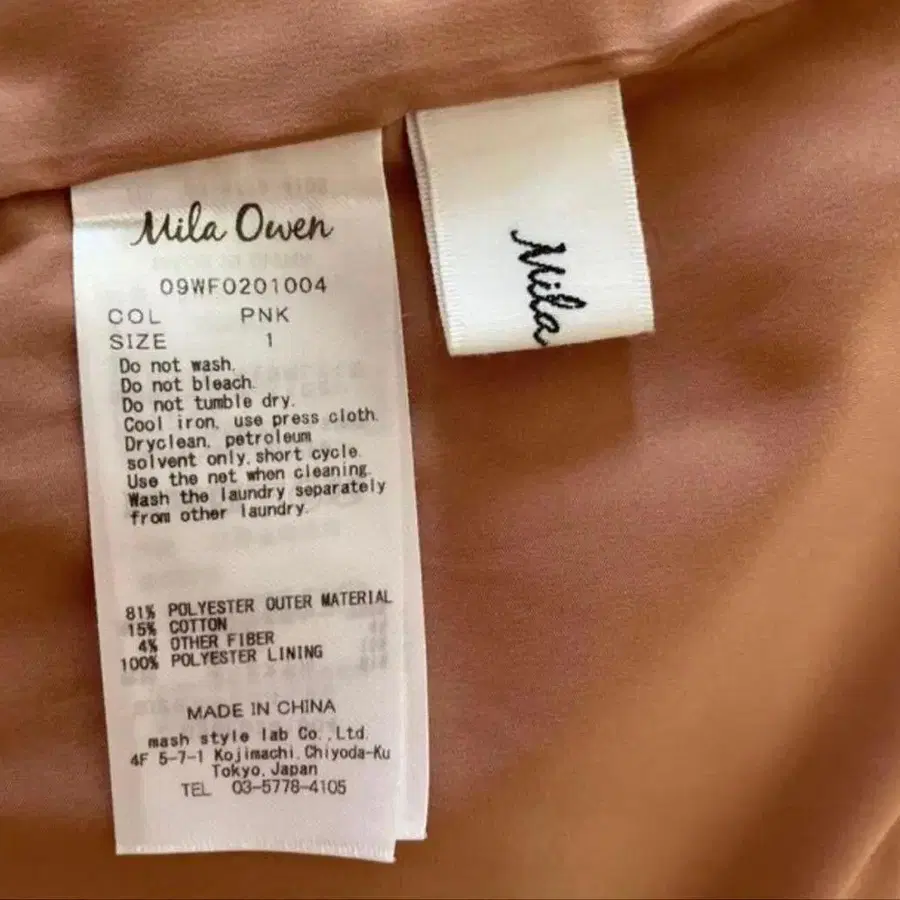 Mila Owen
09WF0201004
COL PNK
SIZE 1
Do not wash.
Do not bleach.
Do not tumble dry.
Cool iron, use press cloth.
Dryclean, petroleum
solvent only, short cycle.
Use the net when cleaning.
Wash the laundry separately
from other laundry.
81% POLYESTER OUTER MATERIAL
15% COTTON
4% OTHER FIBER
100% POLYESTER LINING
MADE IN CHINA
mash style lab Co.,Ltd.
4F 5-7-1 Kojimachi,Chiyoda-Ku
Tokyo,Japan
TEL 03-5778-4105
Mila